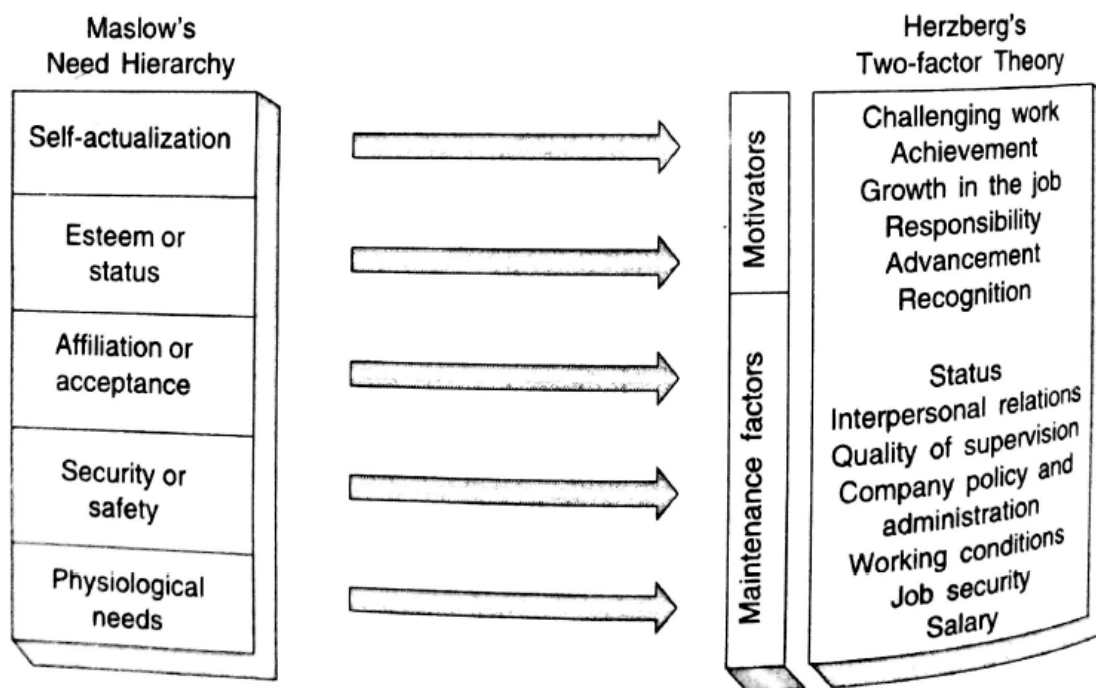 Maslow's
Need Hierarchy
Self-actualization
Esteem or
status
Affiliation or
acceptance
Security or
safety
Physiological
needs
Motivators
Maintenance factors
Herzberg's
Two-factor Theory
Challenging work
Achievement
Growth in the job
Responsibility
Advancement
Recognition
Status
Interpersonal relations
Quality of supervision
Company policy and
administration
Working conditions
Job security
Salary